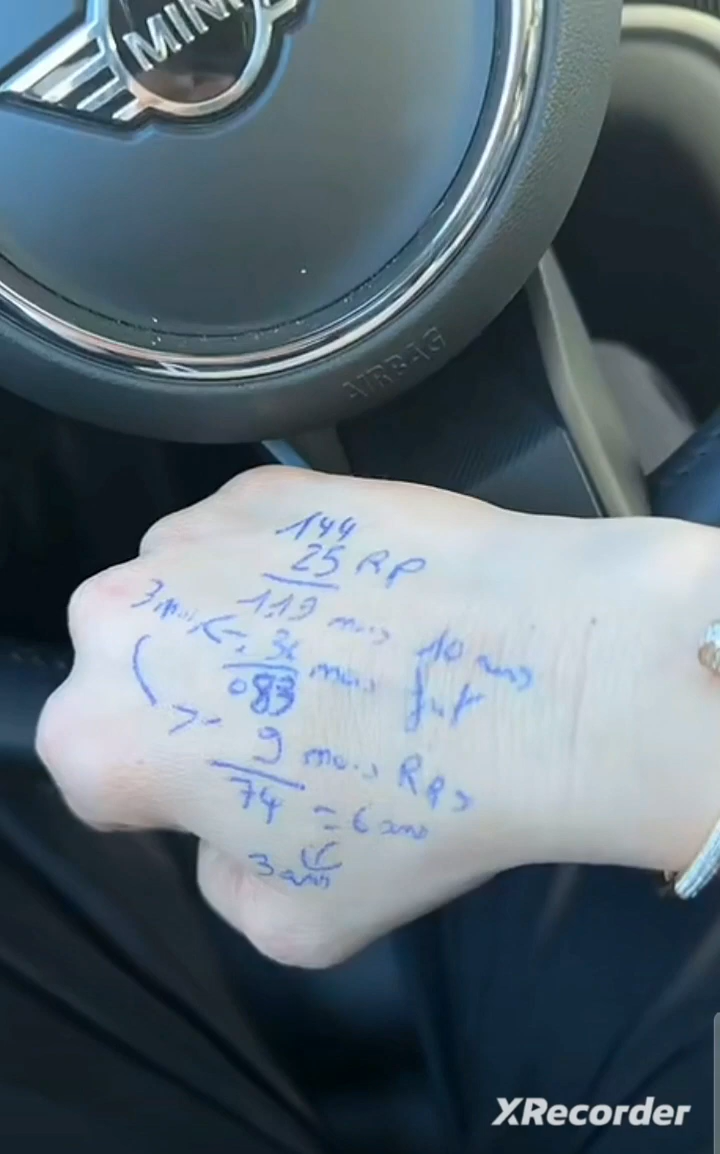 MINI
AIRBAG
144
25 RP
119 mois 10 ans
3 mois <- 36 mois fut
083
9 mois RPS
74 = 6 ans
3 ans
XRecorder